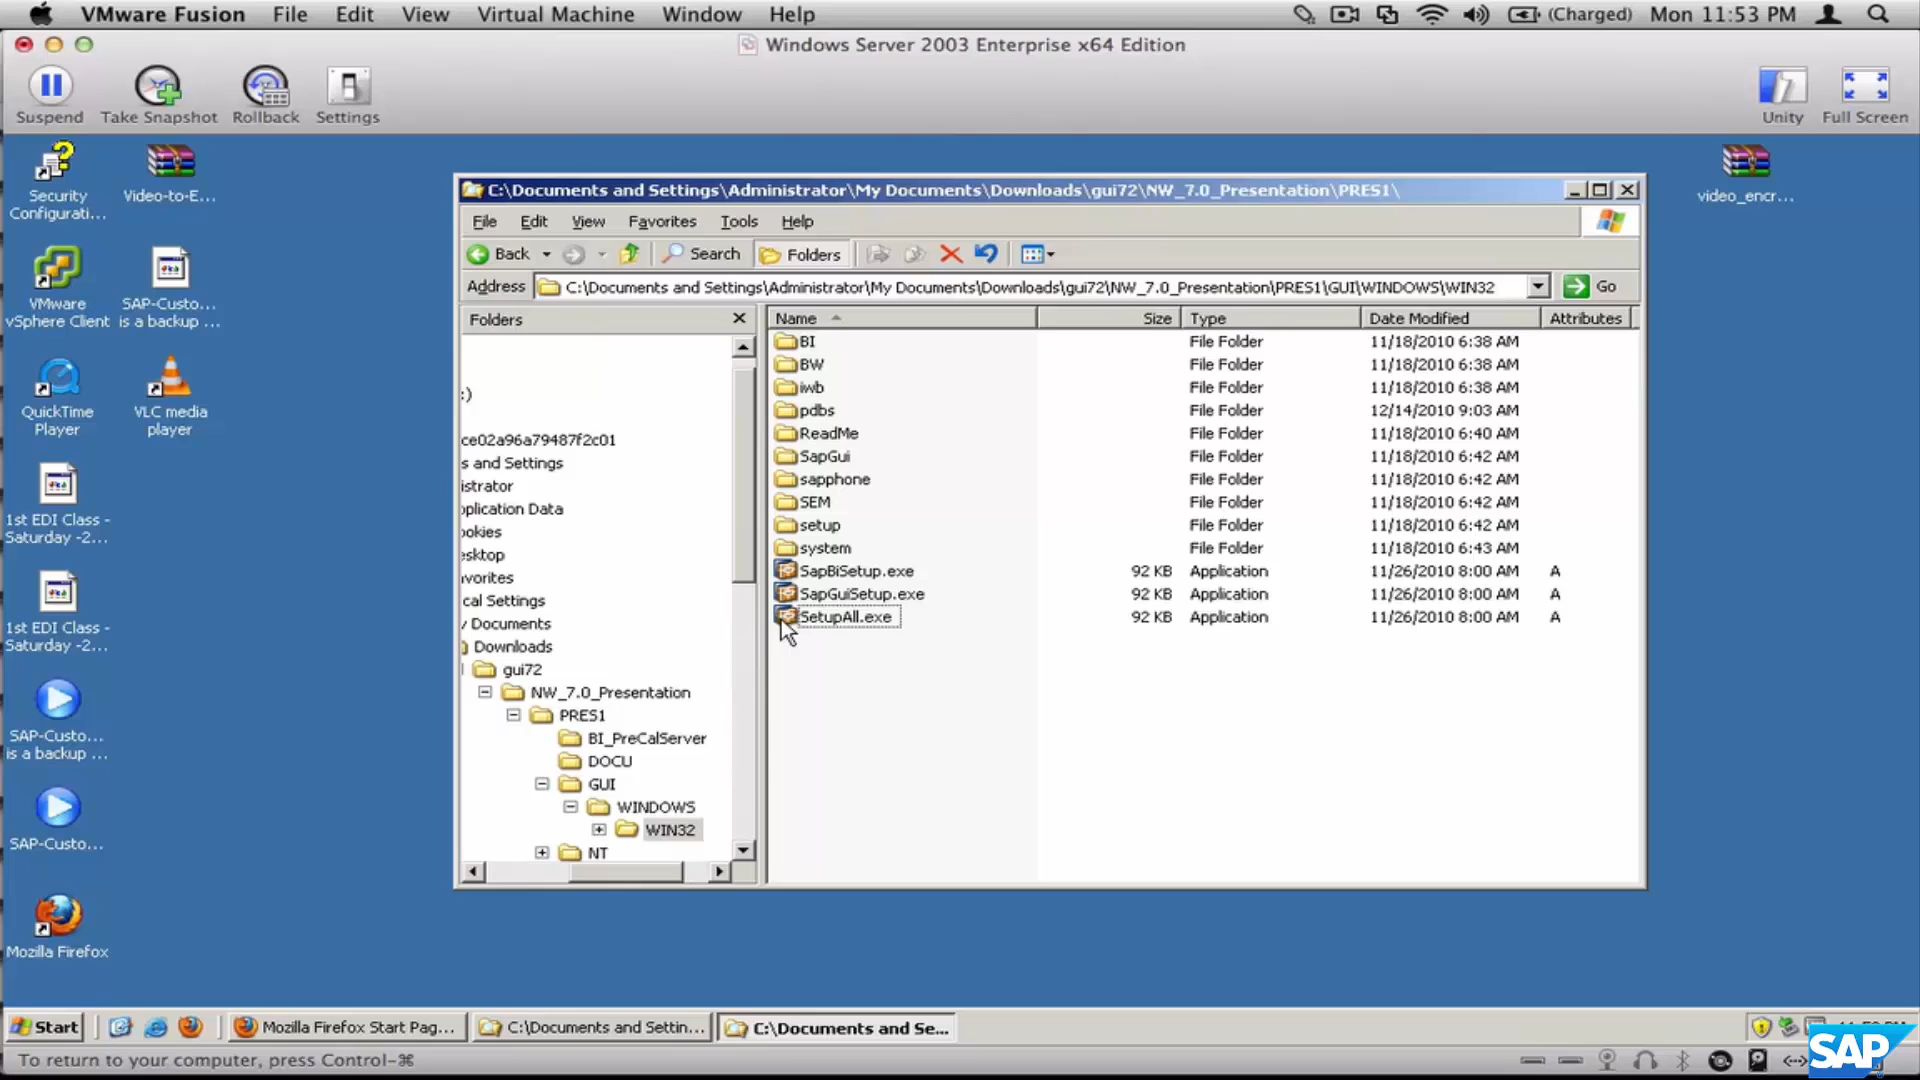 VMware Fusion File Edit View Virtual Machine Window Help (Charged) Mon 11:53 PM
Windows Server 2003 Enterprise x64 Edition
Suspend Take Snapshot Rollback Settings Unity Full Screen
Security
Configurati...
Video-to-E...
video_encr...
VMware
vSphere Client
SAP-Custo...
is a backup ...
QuickTime
Player
VLC media
player
1st EDI Class -
Saturday -2...
1st EDI Class -
Saturday -2...
SAP-Custo...
is a backup ...
SAP-Custo...
Mozilla Firefox
C:\Documents and Settings\Administrator\My Documents\Downloads\gui72\NW_7.0_Presentation\PRES1\
File Edit View Favorites Tools Help
Back Search Folders
Address C:\Documents and Settings\Administrator\My Documents\Downloads\gui72\NW_7.0_Presentation\PRES1\GUI\WINDOWS\WIN32 Go
Folders
:)
ce02a96a79487f2c01
s and Settings
istrator
pplication Data
ookies
esktop
avorites
cal Settings
y Documents
Downloads
gui72
NW_7.0_Presentation
PRES1
BI_PreCalServer
DOCU
GUI
WINDOWS
WIN32
NT
Name Size Type Date Modified Attributes
BI File Folder 11/18/2010 6:38 AM
BW File Folder 11/18/2010 6:38 AM
iwb File Folder 11/18/2010 6:38 AM
pdbs File Folder 12/14/2010 9:03 AM
ReadMe File Folder 11/18/2010 6:40 AM
SapGui File Folder 11/18/2010 6:42 AM
sapphone File Folder 11/18/2010 6:42 AM
SEM File Folder 11/18/2010 6:42 AM
setup File Folder 11/18/2010 6:42 AM
system File Folder 11/18/2010 6:43 AM
SapBiSetup.exe 92 KB Application 11/26/2010 8:00 AM A
SapGuiSetup.exe 92 KB Application 11/26/2010 8:00 AM A
SetupAll.exe 92 KB Application 11/26/2010 8:00 AM A
Start Mozilla Firefox Start Pag... C:\Documents and Settin... C:\Documents and Se...
To return to your computer, press Control-⌘
SAP